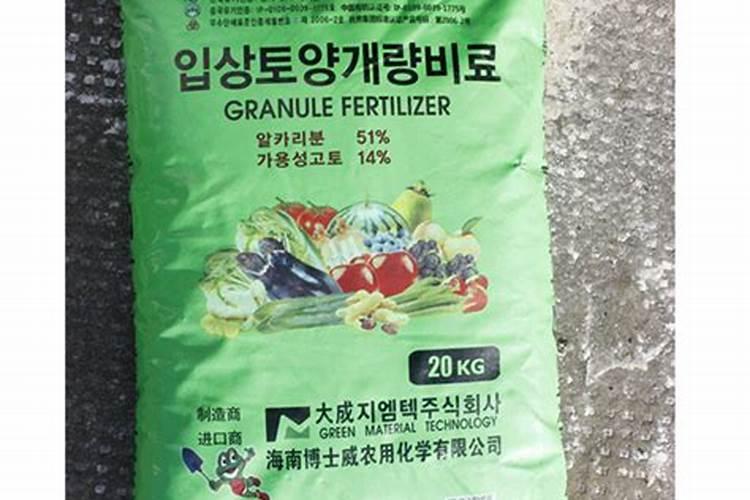 입상토양개량비료
GRANULE FERTILIZER
알카리분 51%
가용성고토 14%
20 KG
制造商 大成지엠텍주식회사
GREEN MATERIAL TECHNOLOGY
进口商 海南博士威农用化学有限公司